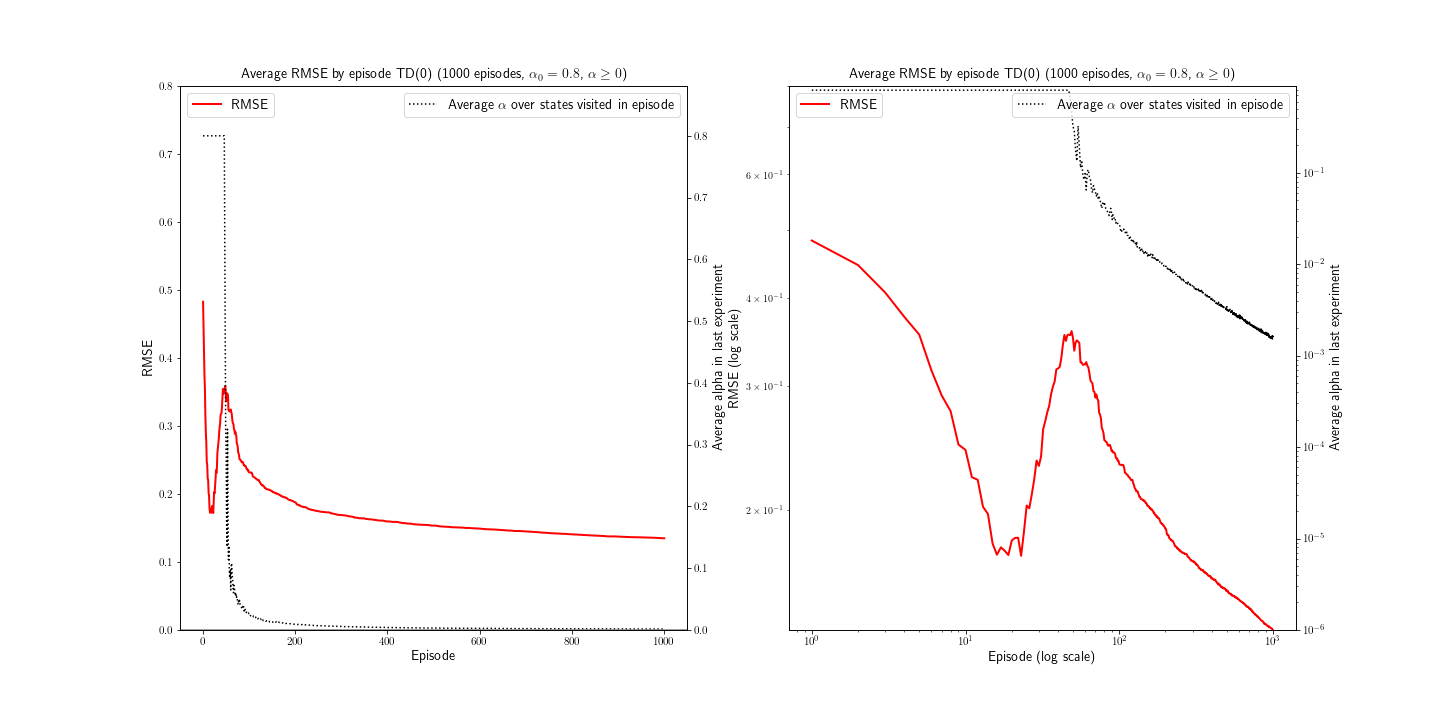 Average RMSE by episode TD(0) (1000 episodes, α₀ = 0.8, α ≥ 0)
RMSE
Average α over states visited in episode
0.8
0.7
0.6
0.5
0.4
0.3
0.2
0.1
0.0
RMSE
0.8
0.7
0.6
0.5
0.4
0.3
0.2
0.1
0.0
Average alpha in last experiment
0
200
400
600
800
1000
Episode
Average RMSE by episode TD(0) (1000 episodes, α₀ = 0.8, α ≥ 0)
RMSE
Average α over states visited in episode
6 × 10⁻¹
4 × 10⁻¹
3 × 10⁻¹
2 × 10⁻¹
RMSE (log scale)
10⁻¹
10⁻²
10⁻³
10⁻⁴
10⁻⁵
10⁻⁶
Average alpha in last experiment
10⁰
10¹
10²
10³
Episode (log scale)